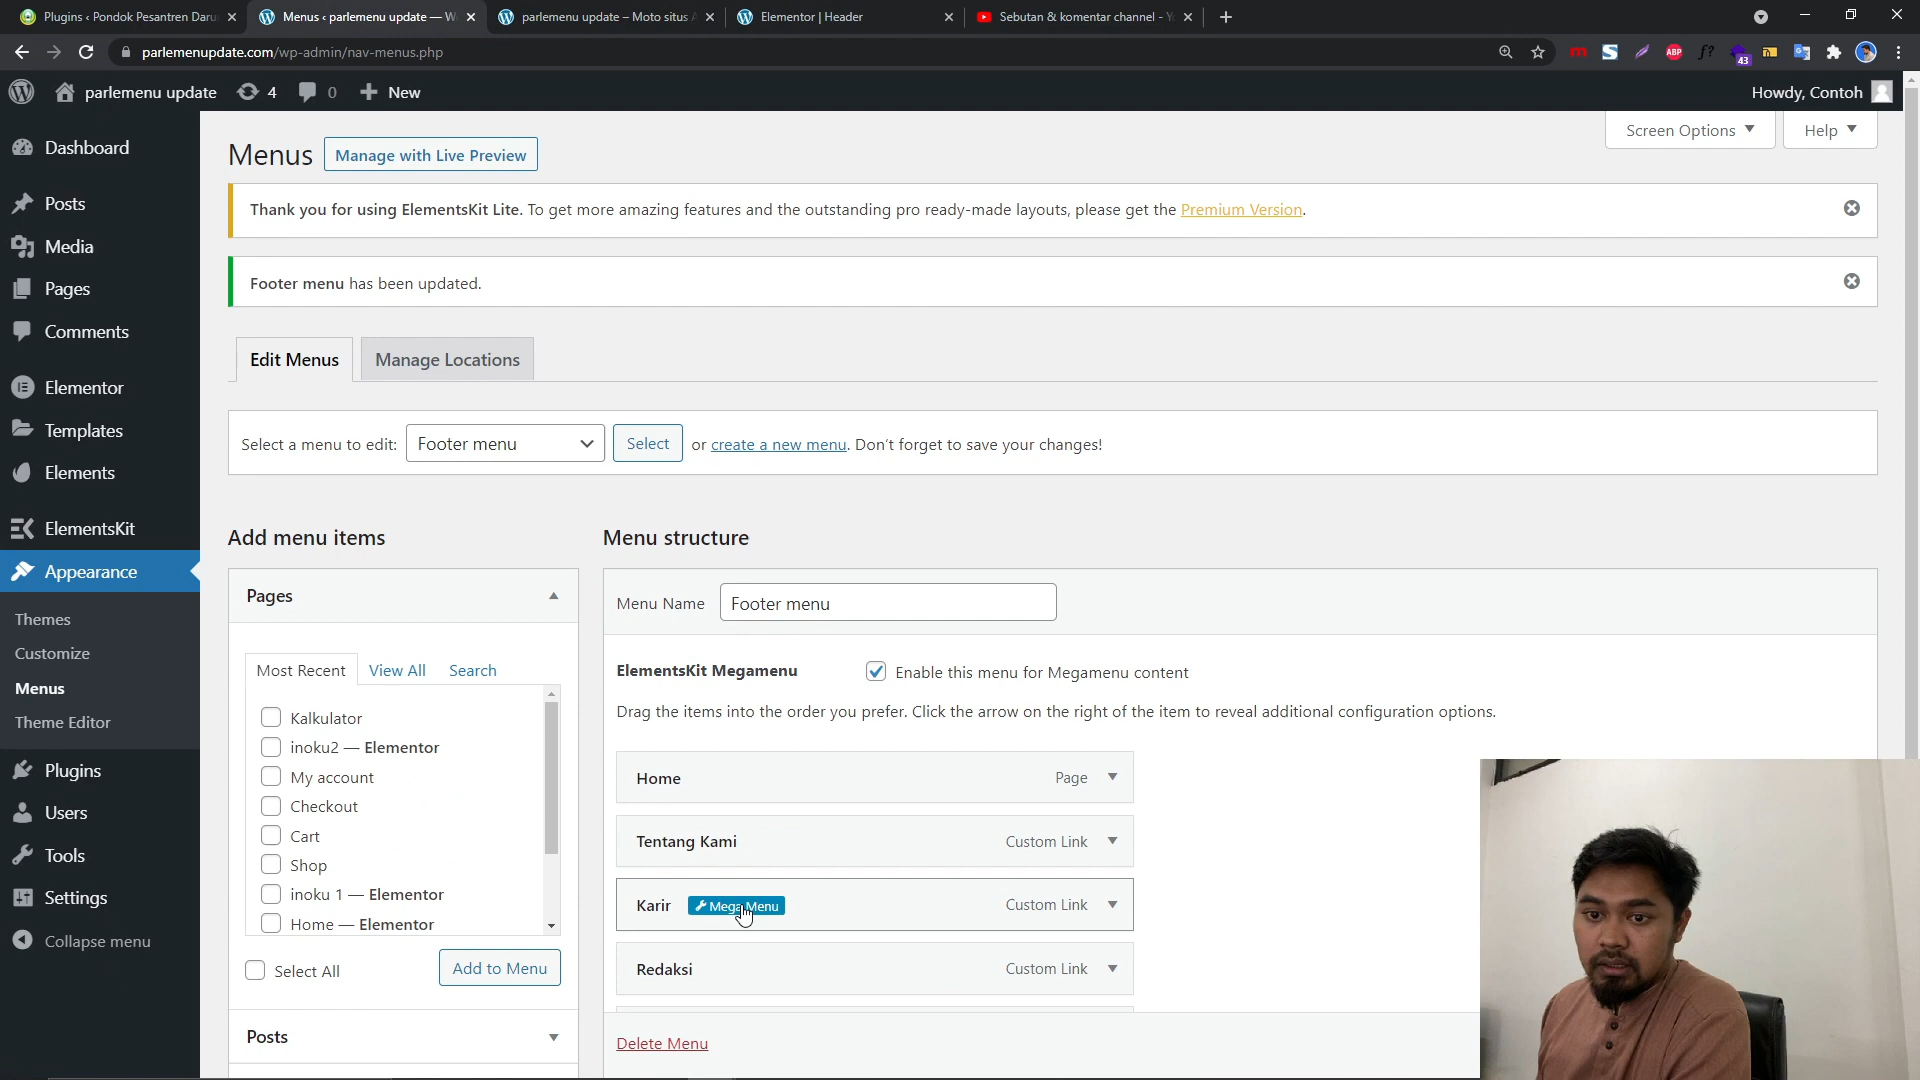 Plugins ‹ Pondok Pesantren Daru
Menus ‹ parlemenu update — W
parlemenu update – Moto situs A
Elementor | Header
Sebutan & komentar channel - Y
parlemenupdate.com/wp-admin/nav-menus.php
ABP
f?
43
parlemenu update
4
0
New
Howdy, Contoh
Dashboard
Posts
Media
Pages
Comments
Elementor
Templates
Elements
ElementsKit
Appearance
Themes
Customize
Menus
Theme Editor
Plugins
Users
Tools
Settings
Collapse menu
Screen Options
Help
Menus
Manage with Live Preview
Thank you for using ElementsKit Lite. To get more amazing features and the outstanding pro ready-made layouts, please get the Premium Version.
Footer menu has been updated.
Edit Menus
Manage Locations
Select a menu to edit: Footer menu Select or create a new menu. Don't forget to save your changes!
Add menu items
Pages
Most Recent
View All
Search
Kalkulator
inoku2 — Elementor
My account
Checkout
Cart
Shop
inoku 1 — Elementor
Home — Elementor
Select All
Add to Menu
Posts
Menu structure
Menu Name Footer menu
ElementsKit Megamenu
Enable this menu for Megamenu content
Drag the items into the order you prefer. Click the arrow on the right of the item to reveal additional configuration options.
Home Page
Tentang Kami Custom Link
Karir Mega Menu Custom Link
Redaksi Custom Link
Delete Menu